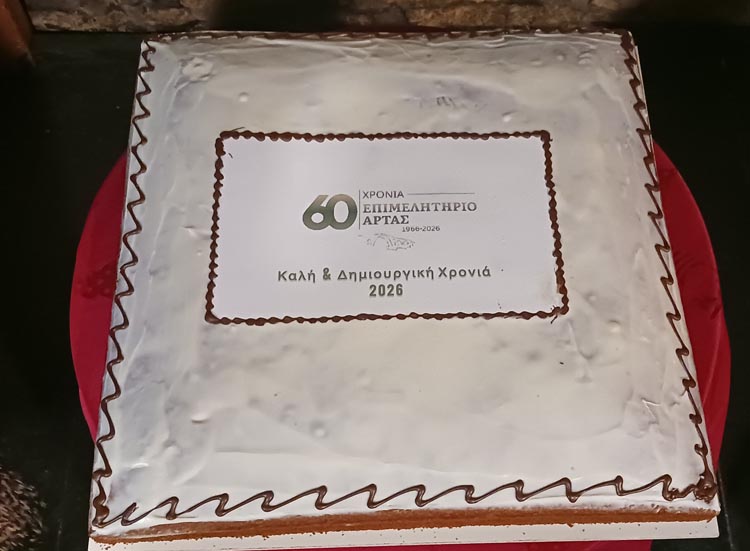 60 ΧΡΟΝΙΑ
ΕΠΙΜΕΛΗΤΗΡΙΟ
ΑΡΤΑΣ
1966-2026
Καλή & Δημιουργική Χρονιά
2026